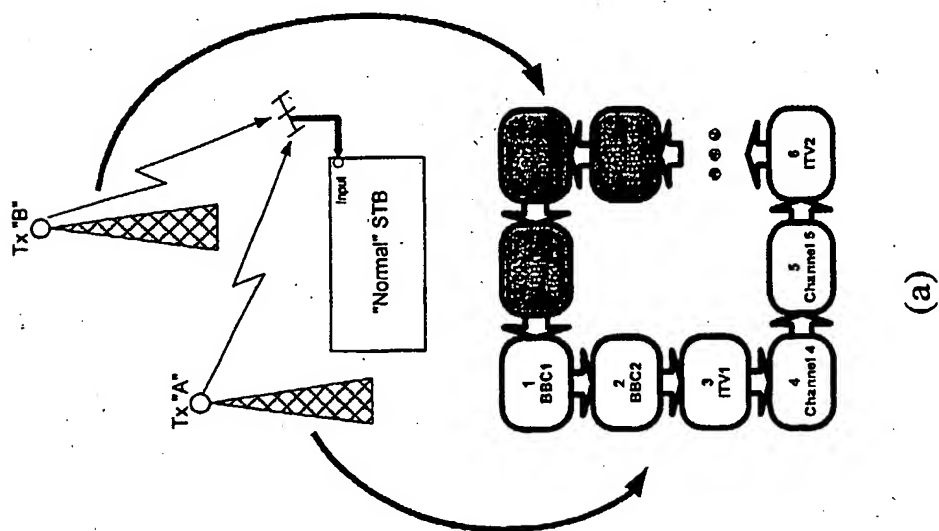 Tx "B"
Tx "A"
Input
"Normal" STB
1
BBC1
2
BBC2
3
ITV1
4
Channel 4
5
Channel 5
6
ITV2
(a)